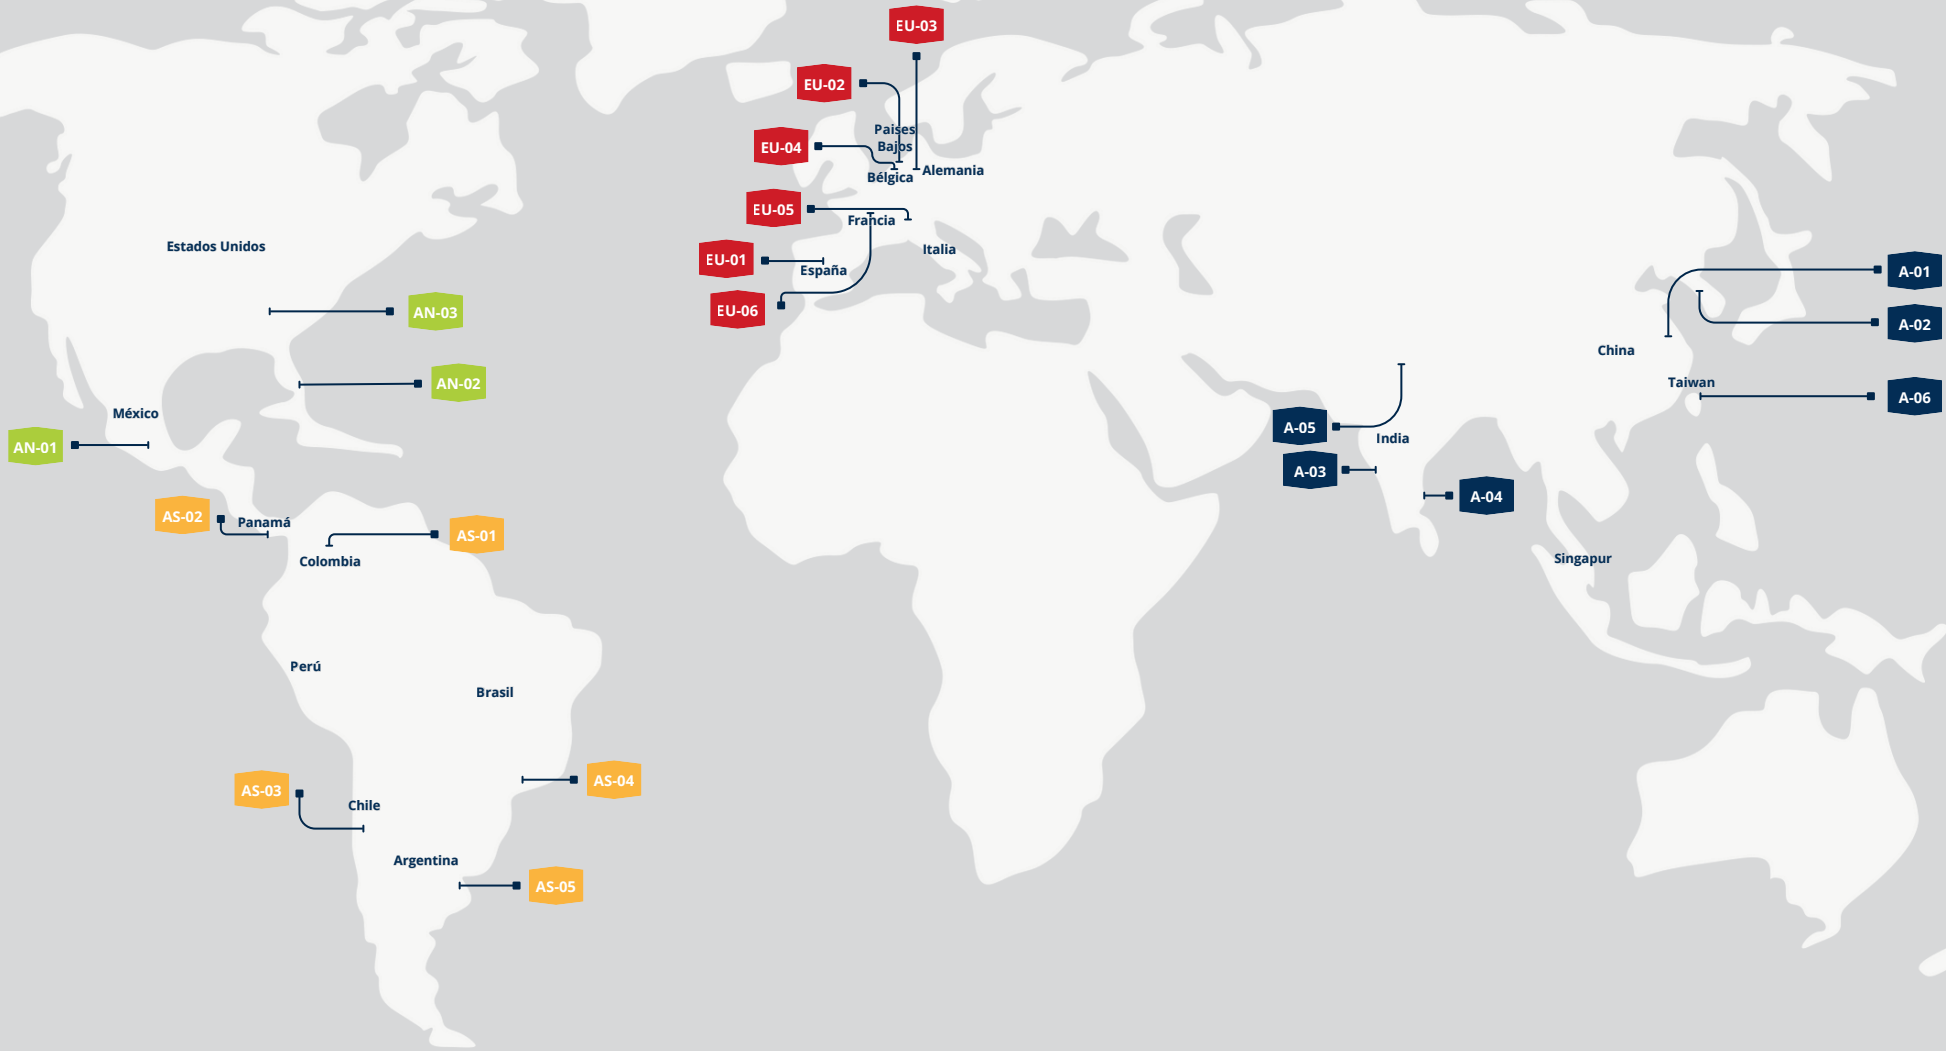 EU-03
EU-02
Paises
Bajos
EU-04
Alemania
Bélgica
EU-05
Francia
Estados Unidos
Italia
EU-01
España
EU-06
AN-03
AN-02
México
AN-01
A-01
A-02
China
Taiwan
A-06
A-05
India
A-03
A-04
AS-02
Panamá
AS-01
Colombia
Singapur
Perú
Brasil
AS-03
AS-04
Chile
Argentina
AS-05